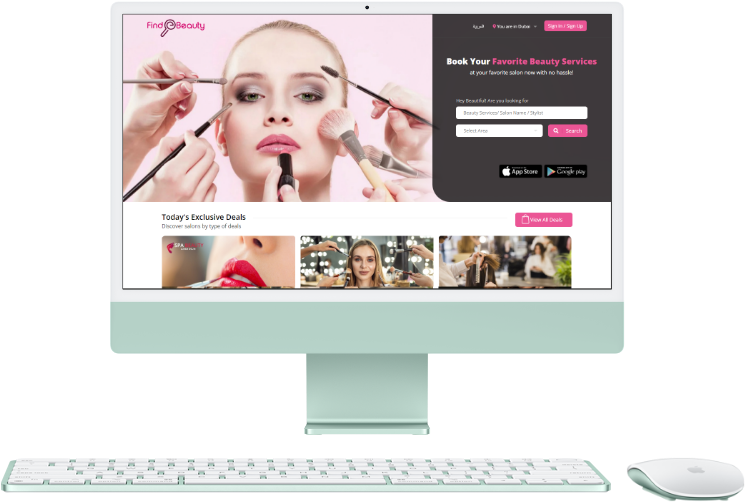 Find Beauty
العربية
You are in Dubai
Sign In / Sign Up
Book Your Favorite Beauty Services
at your favorite salon now with no hassle!
Hey Beautiful! Are you looking for
Beauty Services/ Salon Name / Stylist
Select Area
Search
App Store
Google play
Today's Exclusive Deals
Discover salons by type of deals
View All Deals